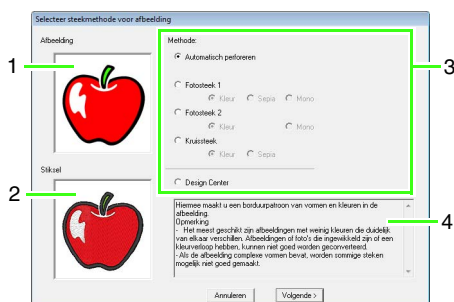 Selecteer steekmethode voor afbeelding
Afbeelding
Methode:
1
Automatisch perforeren
3
Fotosteek 1
Kleur Sepia Mono
Fotosteek 2
Kleur Mono
Kruissteek
Kleur Sepia
Stiksel
Design Center
2
Hiermee maakt u een borduurpatroon van vormen en kleuren in de
afbeelding.
Opmerking
- Het meest geschikt zijn afbeeldingen met weinig kleuren die duidelijk
van elkaar verschillen. Afbeeldingen of foto's die ingewikkeld zijn of een
kleurverloop hebben, kunnen niet goed worden geconverteerd.
- Als de afbeelding complexe vormen bevat, worden sommige steken
mogelijk niet goed gemaakt.
4
Annuleren Volgende >